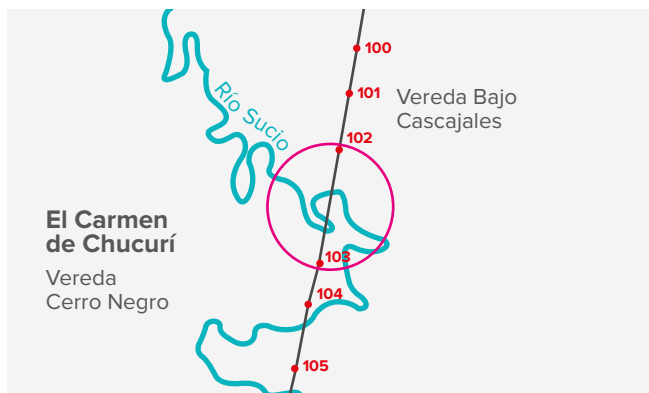 100
101
Vereda Bajo
Cascajales
Río Sucio
102
El Carmen
de Chucurí
Vereda
Cerro Negro
103
104
105